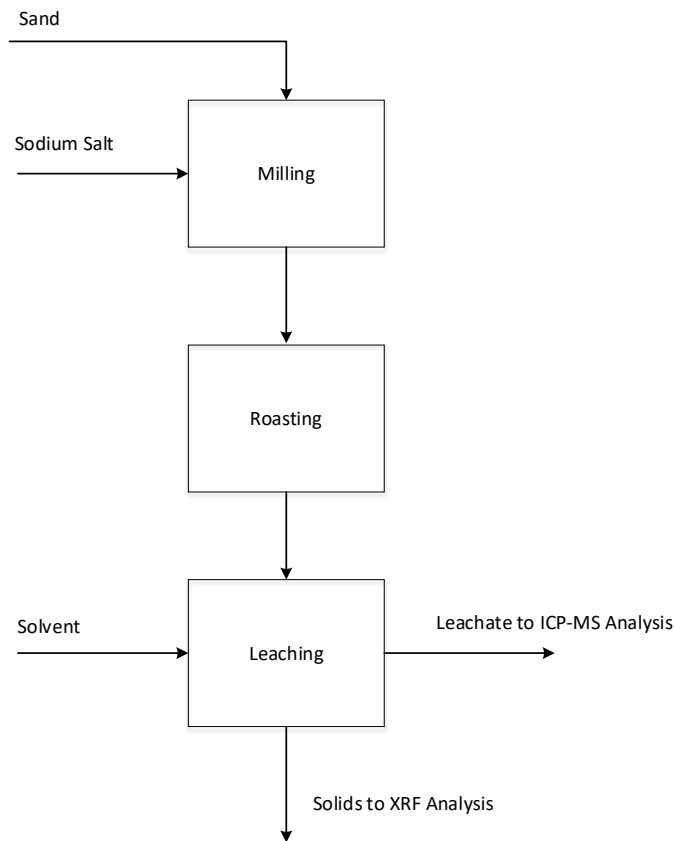 Sand
Sodium Salt
Milling
Roasting
Solvent
Leaching
Leachate to ICP-MS Analysis
Solids to XRF Analysis